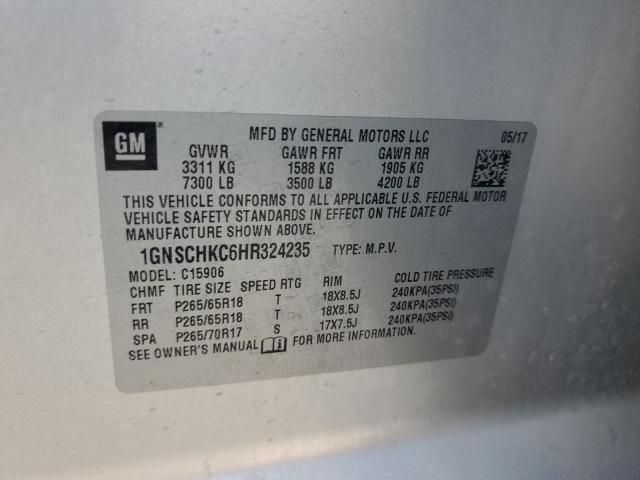 GM
MFD BY GENERAL MOTORS LLC 05/17
GVWR GAWR FRT GAWR RR
3311 KG 1588 KG 1905 KG
7300 LB 3500 LB 4200 LB
THIS VEHICLE CONFORMS TO ALL APPLICABLE U.S. FEDERAL MOTOR
VEHICLE SAFETY STANDARDS IN EFFECT ON THE DATE OF
MANUFACTURE SHOWN ABOVE.
1GNSCHKC6HR324235 TYPE: M.P.V.
MODEL: C15906
CHMF TIRE SIZE SPEED RTG RIM COLD TIRE PRESSURE
FRT P265/65R18 T 18X8.5J 240KPA(35PSI)
RR P265/65R18 T 18X8.5J 240KPA(35PSI)
SPA P265/70R17 S 17X7.5J 240KPA(35PSI)
SEE OWNER'S MANUAL FOR MORE INFORMATION.